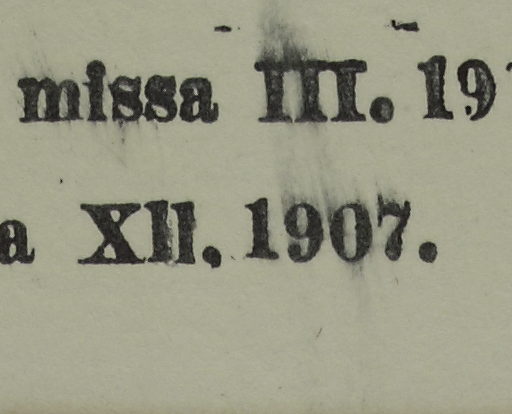 missa III. 19
a XII. 1907.